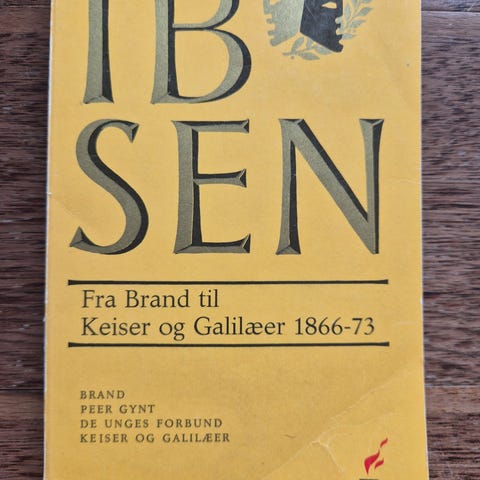 IB
SEN
Fra Brand til
Keiser og Galilæer 1866-73
BRAND
PEER GYNT
DE UNGES FORBUND
KEISER OG GALILÆER